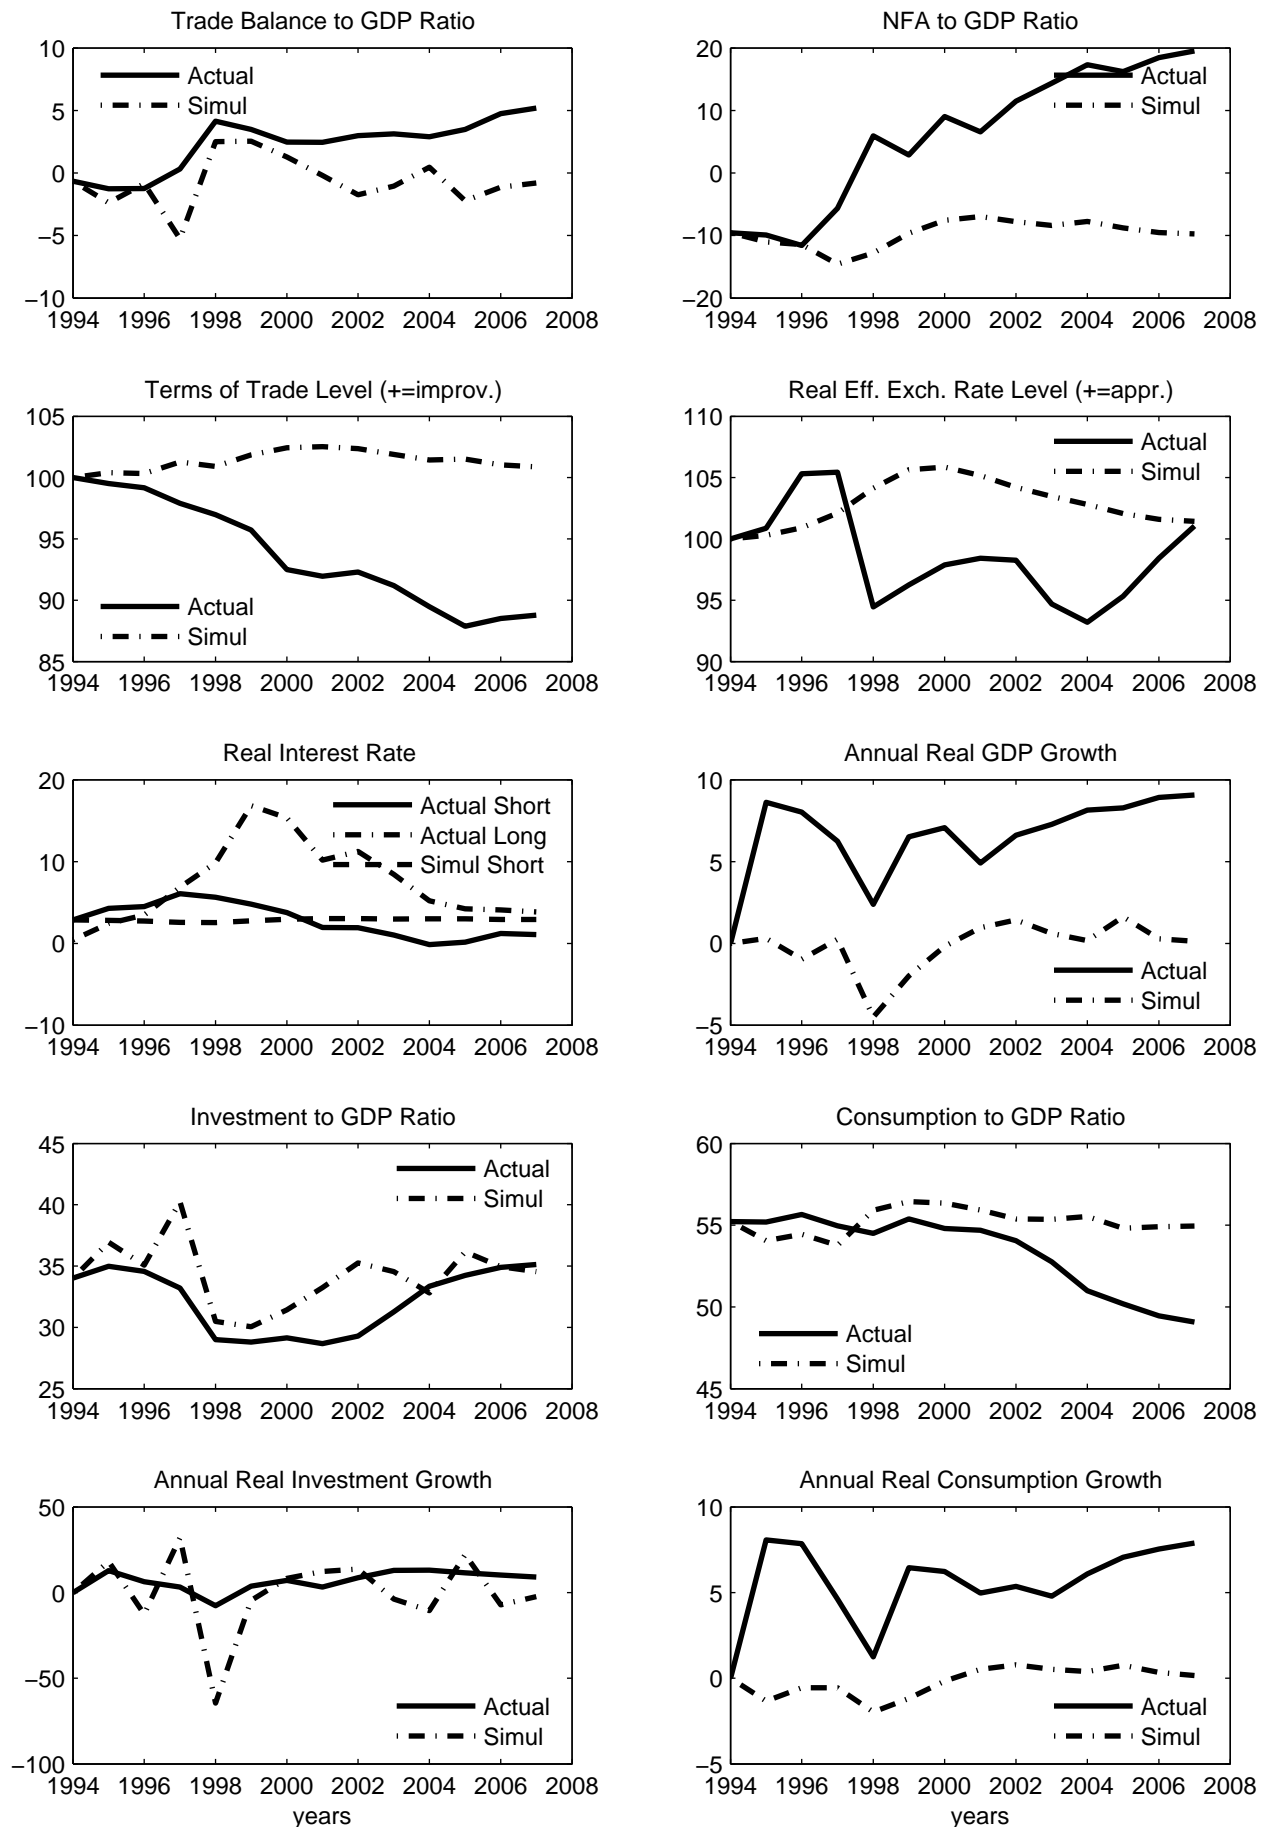 Trade Balance to GDP Ratio
10
5
0
−5
−10
1994 1996 1998 2000 2002 2004 2006 2008
Actual
Simul
NFA to GDP Ratio
20
10
0
−10
−20
1994 1996 1998 2000 2002 2004 2006 2008
Actual
Simul
Terms of Trade Level (+=improv.)
105
100
95
90
85
1994 1996 1998 2000 2002 2004 2006 2008
Actual
Simul
Real Eff. Exch. Rate Level (+=appr.)
110
105
100
95
90
1994 1996 1998 2000 2002 2004 2006 2008
Actual
Simul
Real Interest Rate
20
10
0
−10
1994 1996 1998 2000 2002 2004 2006 2008
Actual Short
Actual Long
Simul Short
Annual Real GDP Growth
10
5
0
−5
1994 1996 1998 2000 2002 2004 2006 2008
Actual
Simul
Investment to GDP Ratio
45
40
35
30
25
1994 1996 1998 2000 2002 2004 2006 2008
Actual
Simul
Consumption to GDP Ratio
60
55
50
45
1994 1996 1998 2000 2002 2004 2006 2008
Actual
Simul
Annual Real Investment Growth
50
0
−50
−100
1994 1996 1998 2000 2002 2004 2006 2008
years
Actual
Simul
Annual Real Consumption Growth
10
5
0
−5
1994 1996 1998 2000 2002 2004 2006 2008
years
Actual
Simul